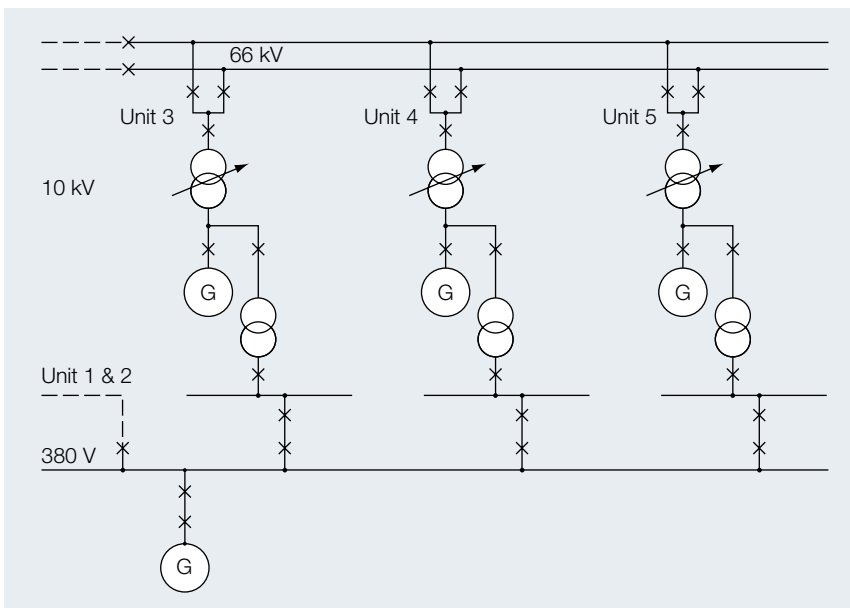 66 kV
Unit 3
Unit 4
Unit 5
10 kV
G
G
G
Unit 1 & 2
380 V
G